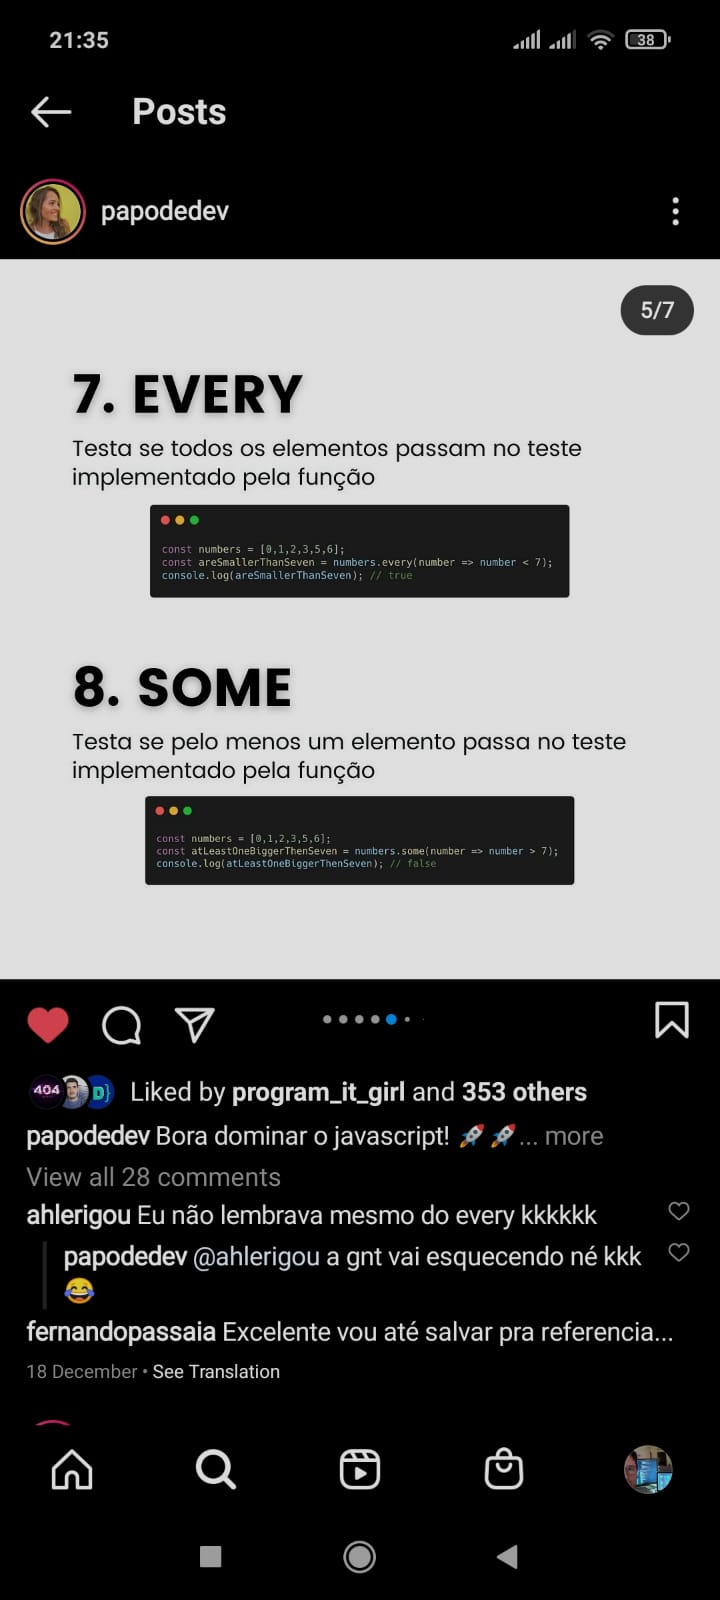 21:35
38
Posts
papodedev
5/7
7. EVERY
Testa se todos os elementos passam no teste
implementado pela função
const numbers = [0,1,2,3,5,6];
const areSmallerThanSeven = numbers.every(number => number < 7);
console.log(areSmallerThanSeven); // true
8. SOME
Testa se pelo menos um elemento passa no teste
implementado pela função
const numbers = [0,1,2,3,5,6];
const atLeastOneBiggerThenSeven = numbers.some(number => number > 7);
console.log(atLeastOneBiggerThenSeven); // false
404
D}
Liked by program_it_girl and 353 others
papodedev Bora dominar o javascript! 🚀 🚀... more
View all 28 comments
ahlerigou Eu não lembrava mesmo do every kkkkkk
papodedev @ahlerigou a gnt vai esquecendo né kkk
😂
fernandopassaia Excelente vou até salvar pra referencia...
18 December • See Translation